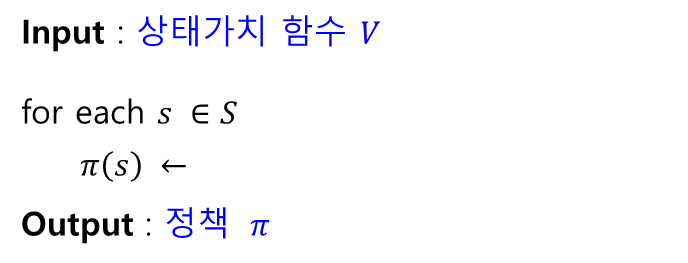 Input : 상태가치 함수 𝑉
for each 𝑠 ∈ 𝑆
𝜋(𝑠) ←
Output : 정책 𝜋